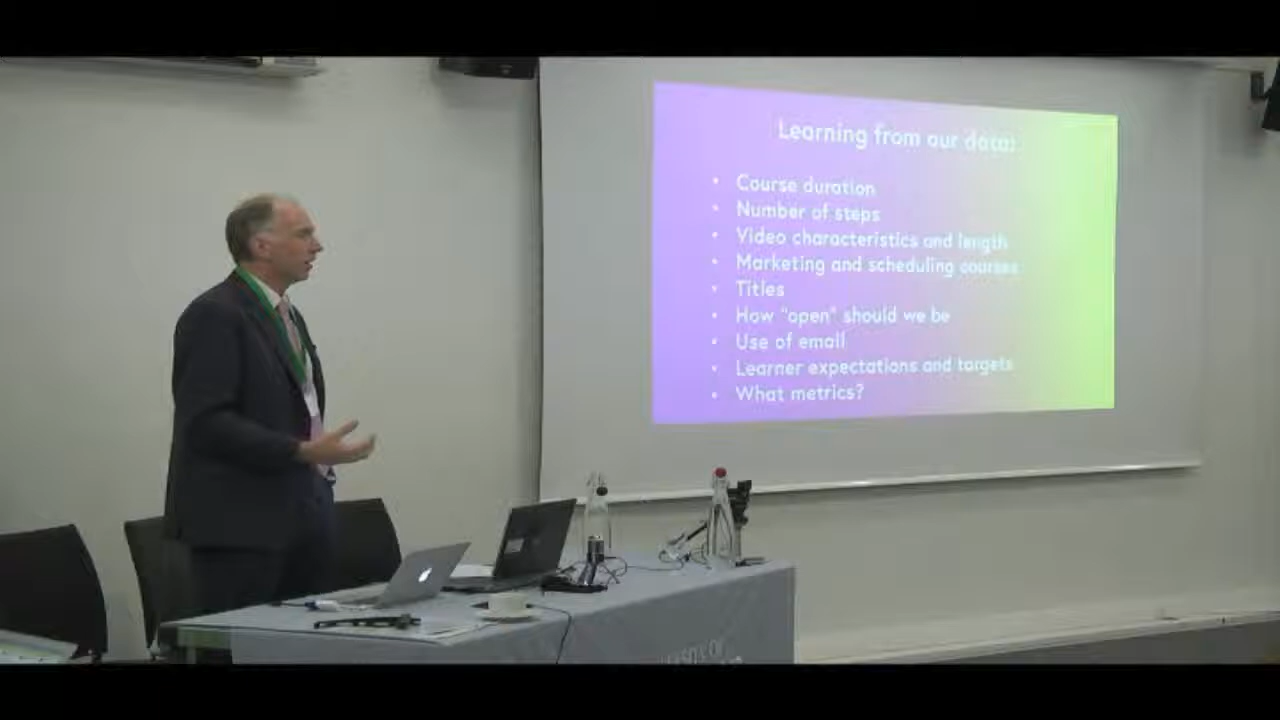 Learning from our data:
• Course duration
• Number of steps
• Video characteristics and length
• Marketing and scheduling courses
• Titles
• How "open" should we be
• Use of email
• Learner expectations and targets
• What metrics?
OF